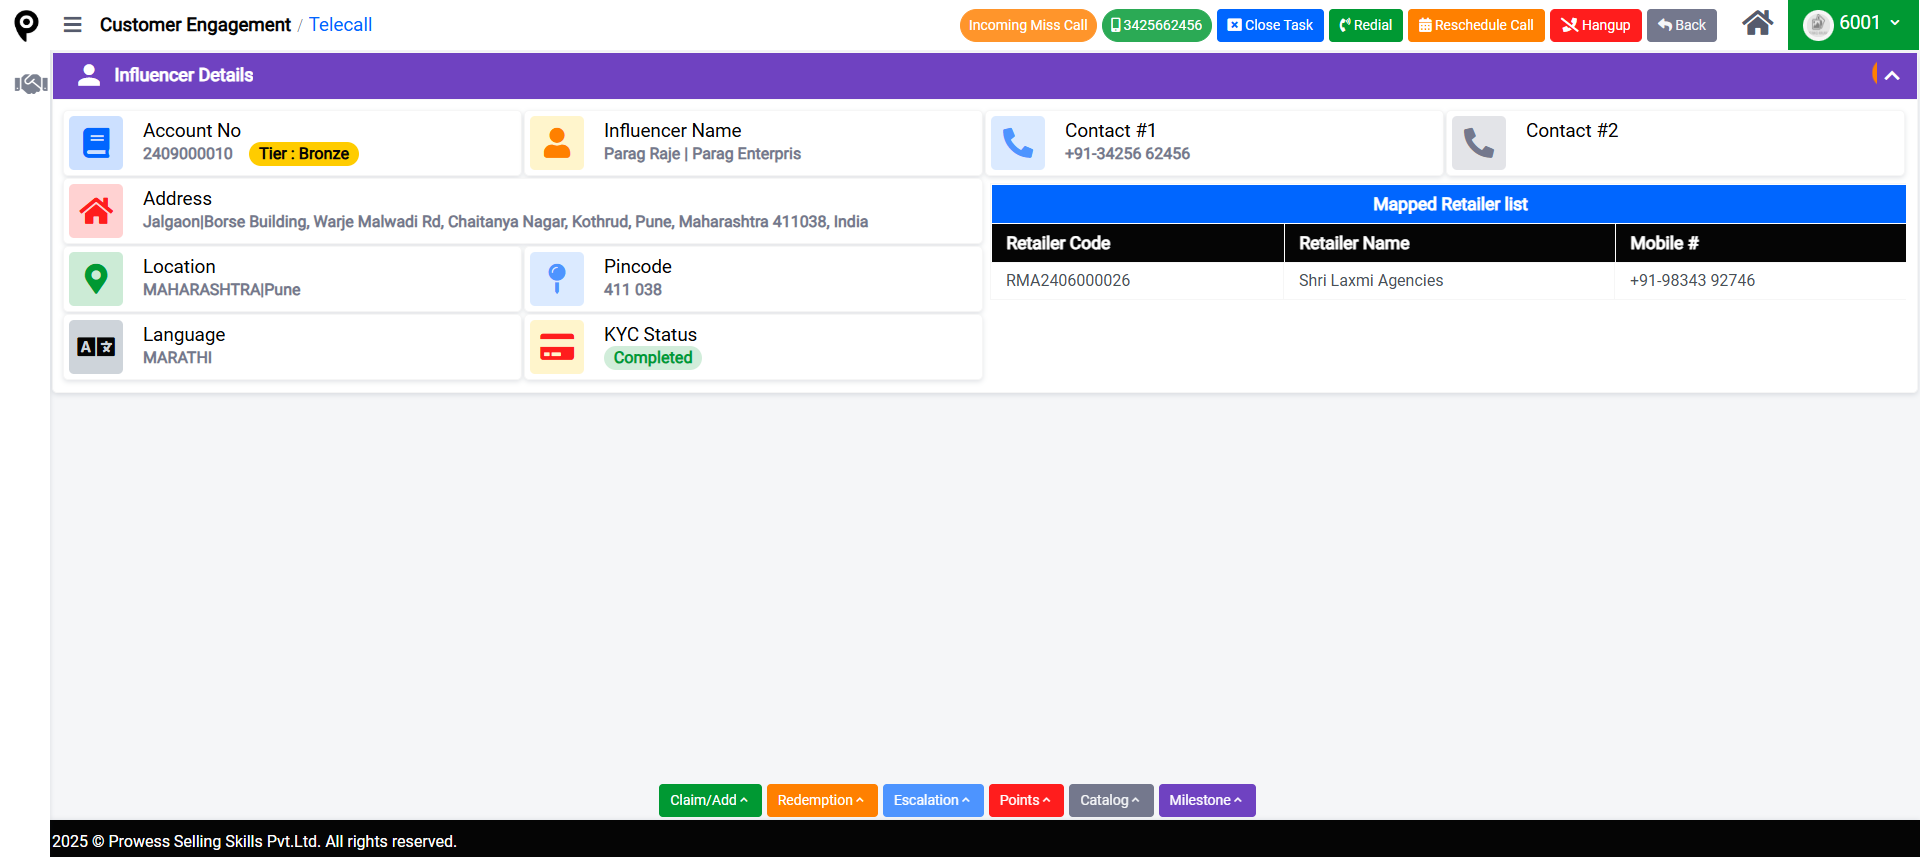 Customer Engagement / Telecall
Incoming Miss Call
3425662456
Close Task
Redial
Reschedule Call
Hangup
Back
6001
Influencer Details
Account No
2409000010 Tier : Bronze
Influencer Name
Parag Raje | Parag Enterpris
Contact #1
+91-34256 62456
Contact #2
Address
Jalgaon|Borse Building, Warje Malwadi Rd, Chaitanya Nagar, Kothrud, Pune, Maharashtra 411038, India
Location
MAHARASHTRA|Pune
Pincode
411 038
Language
MARATHI
KYC Status
Completed
Mapped Retailer list
Retailer Code Retailer Name Mobile #
RMA2406000026 Shri Laxmi Agencies +91-98343 92746
Claim/Add
Redemption
Escalation
Points
Catalog
Milestone
2025 © Prowess Selling Skills Pvt.Ltd. All rights reserved.